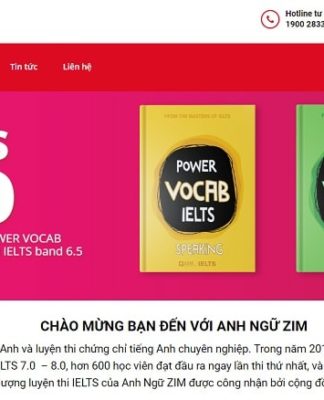 Hotline tư
1900 2833
Tin tức
Liên hệ
S
0
WER VOCAB
IELTS band 6.5
FROM THE MASTERS OF IELTS
POWER
VOCAB
IELTS
SPEAKING
POWER
VOCAB
IELTS
CHÀO MỪNG BẠN ĐẾN VỚI ANH NGỮ ZIM
Anh và luyện thi chứng chỉ tiếng Anh chuyên nghiệp. Trong năm 201
LTS 7.0 – 8.0, hơn 600 học viên đạt đầu ra ngay lần thi thứ nhất, và
ượng luyện thi IELTS của Anh Ngữ ZIM được công nhận bởi cộng đồ